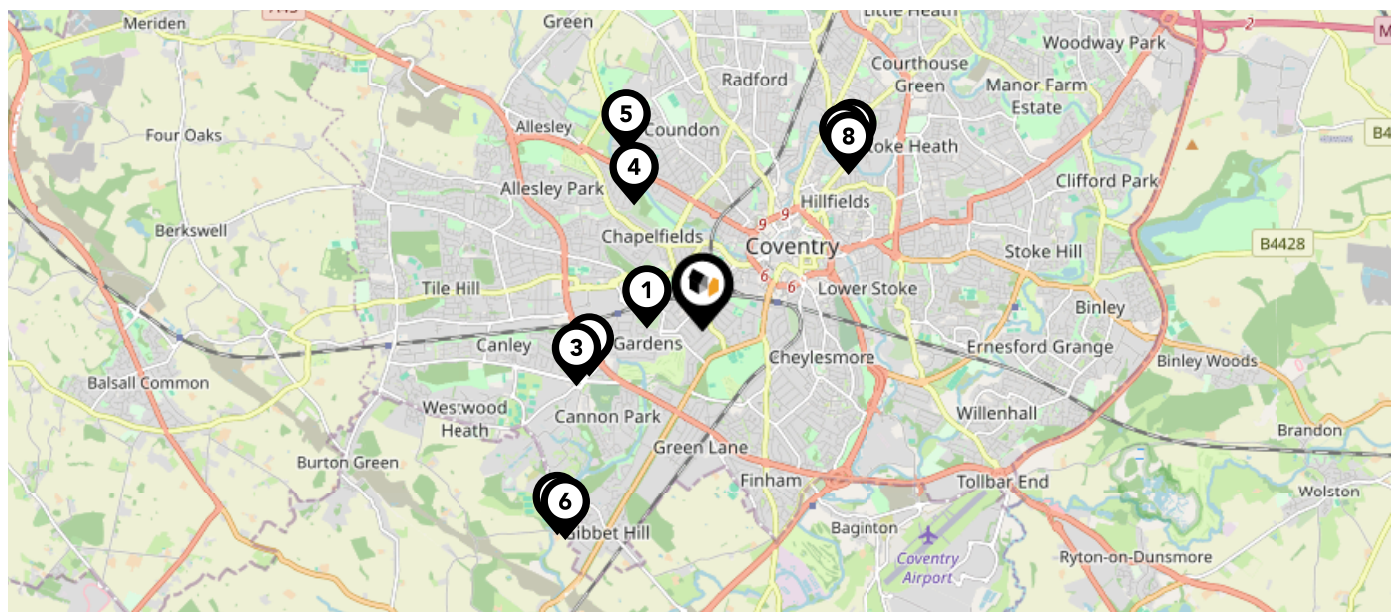 Meriden
Green
Little Heath
2
M
Woodway Park
Courthouse
Green
Radford
Manor Farm
Estate
5
Coundon
Allesley
Four Oaks
8
oke Heath
B4
4
Allesley Park
Clifford Park
Hillfields
9
9
Berkswell
Chapelfields
Coventry
Stoke Hill
B4428
6
6
Tile Hill
1
Lower Stoke
Binley
3
Canley
Gardens
Cheylesmore
Ernesford Grange
Binley Woods
Balsall Common
Westwood
Heath
Cannon Park
Willenhall
Brandon
Green Lane
Burton Green
Finham
Tollbar End
Wolston
6
Gibbet Hill
Baginton
Coventry
Airport
Ryton-on-Dunsmore